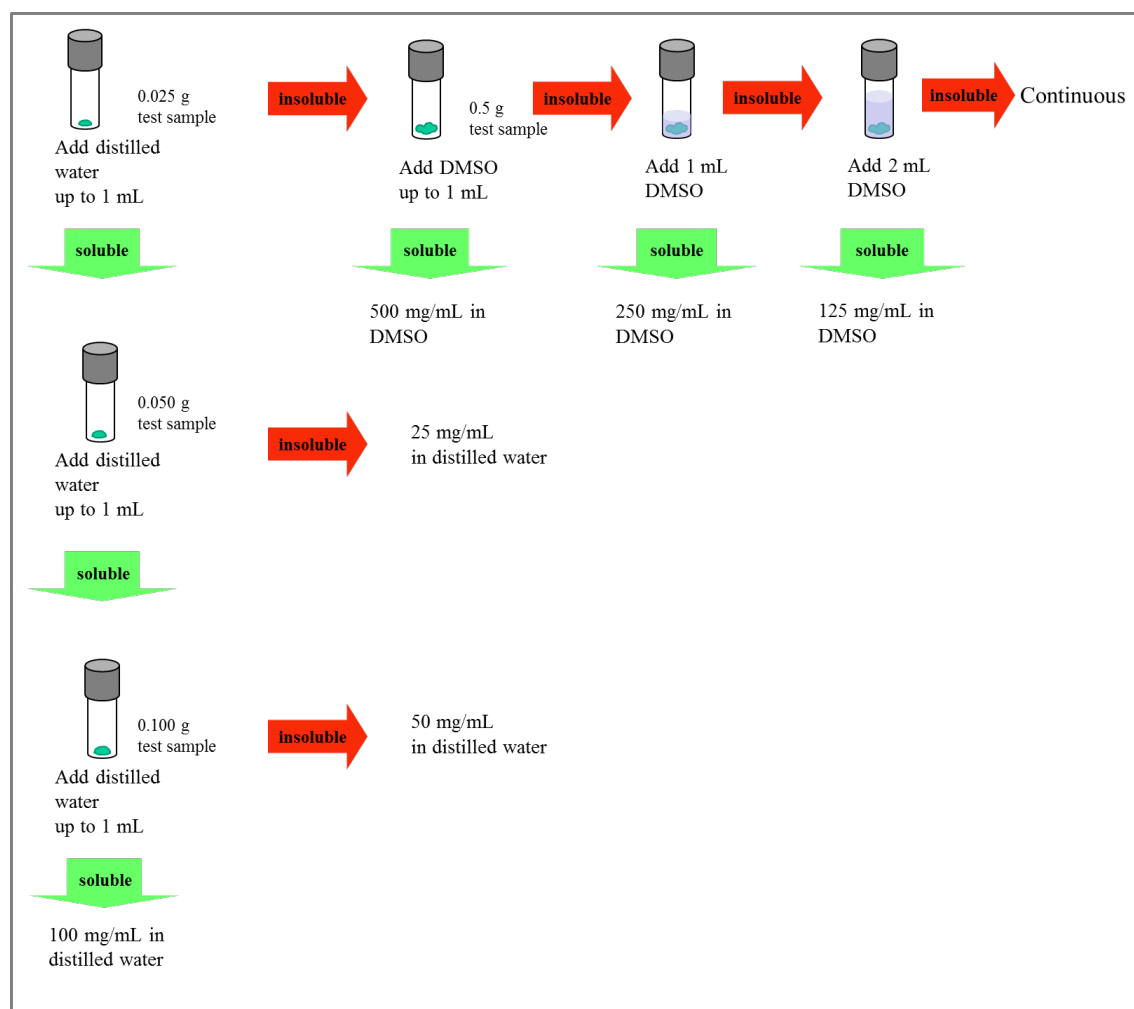 0.025 g
test sample
Add distilled
water
up to 1 mL
insoluble
0.5 g
test sample
Add DMSO
up to 1 mL
insoluble
Add 1 mL
DMSO
insoluble
Add 2 mL
DMSO
insoluble
Continuous
soluble
soluble
500 mg/mL in
DMSO
soluble
250 mg/mL in
DMSO
soluble
125 mg/mL in
DMSO
0.050 g
test sample
Add distilled
water
up to 1 mL
insoluble
25 mg/mL
in distilled water
soluble
0.100 g
test sample
Add distilled
water
up to 1 mL
insoluble
50 mg/mL
in distilled water
soluble
100 mg/mL in
distilled water